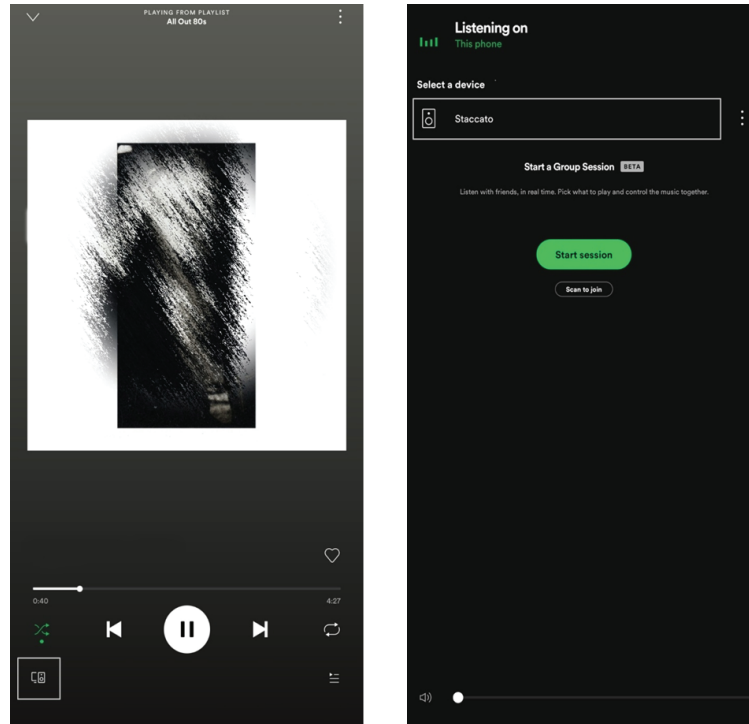 PLAYING FROM PLAYLIST
All Out 80s
0:40
4:27
Listening on
This phone
Select a device
Staccato
Start a Group Session BETA
Listen with friends, in real time. Pick what to play and control the music together.
Start session
Scan to join